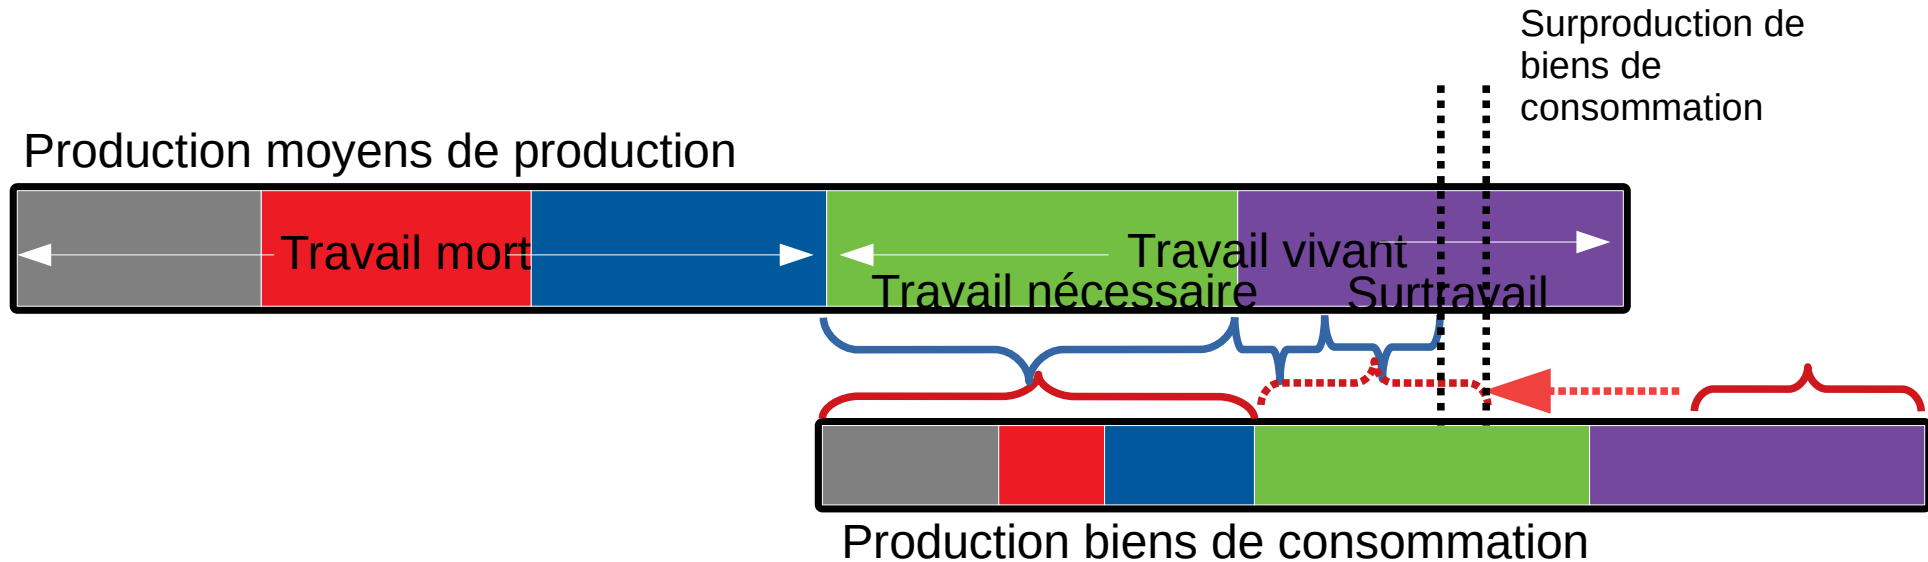 Surproduction de
biens de
consommation
Production moyens de production
Travail mort
Travail vivant
Travail nécessaire
Surtravail
Production biens de consommation